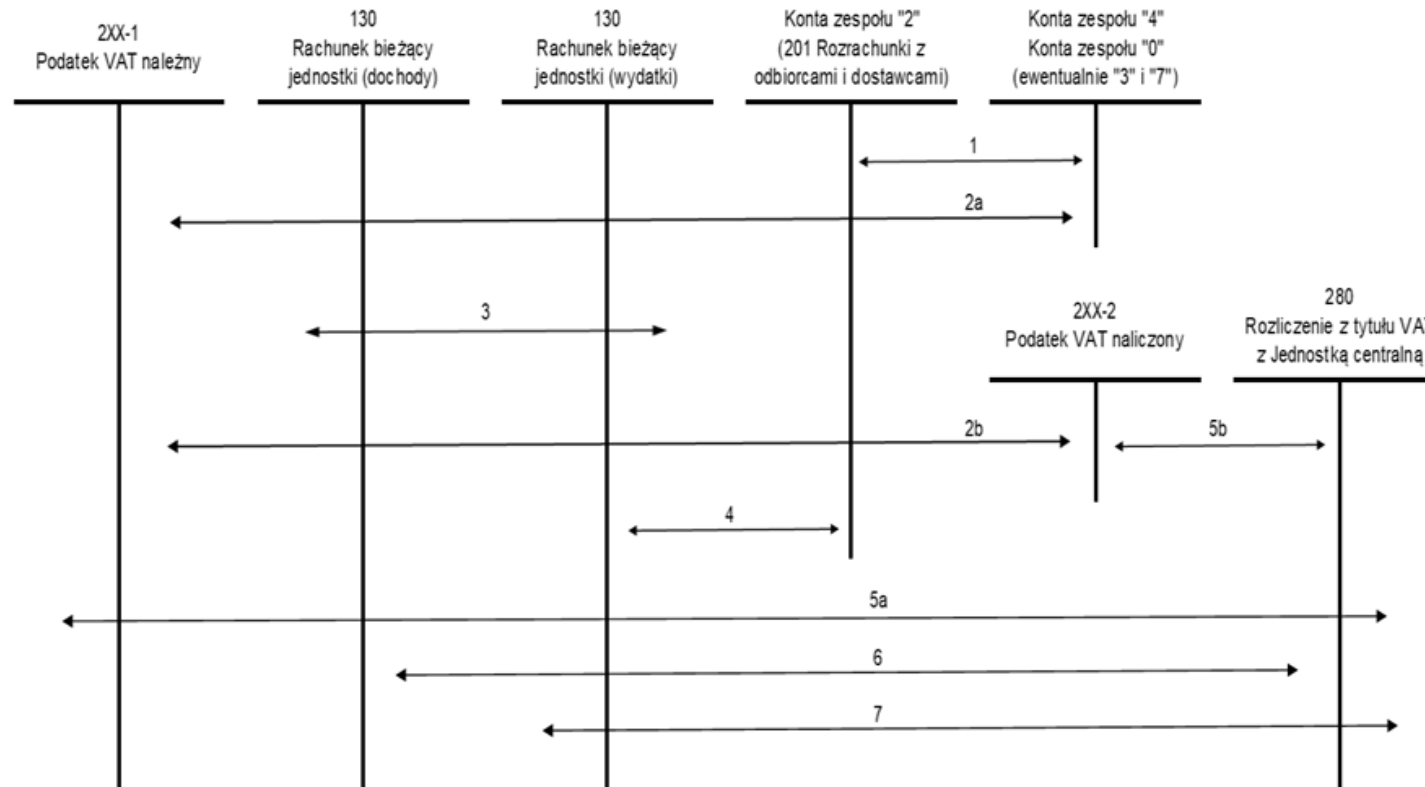 2XX-1
Podatek VAT należny
130
Rachunek bieżący
jednostki (dochody)
130
Rachunek bieżący
jednostki (wydatki)
Konta zespołu "2"
(201 Rozrachunki z
odbiorcami i dostawcami)
Konta zespołu "4"
Konta zespołu "0"
(ewentualnie "3" i "7")
1
2a
3
2XX-2
Podatek VAT naliczony
280
Rozliczenie z tytułu VA
z Jednostką centralną
2b
5b
4
5a
6
7